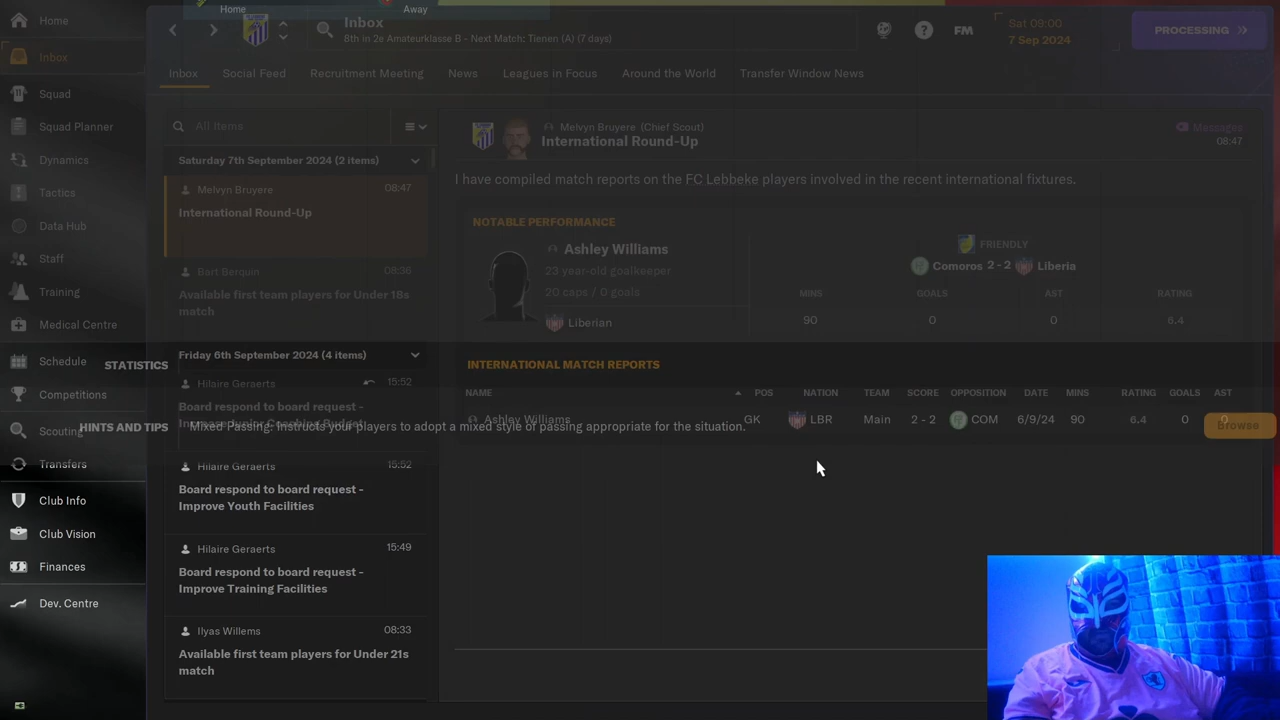 Home Away
Home
Inbox
Squad
Squad Planner
Dynamics
Tactics
Data Hub
Staff
Training
Medical Centre
Schedule
Competitions
Scouting
Transfers
Club Info
Club Vision
Finances
Dev. Centre
Inbox
8th in 2e Amateurklasse B - Next Match: Tienen (A) (7 days)
FM
Sat 09:00
7 Sep 2024
PROCESSING
Inbox Social Feed Recruitment Meeting News Leagues in Focus Around the World Transfer Window News
All Items
Saturday 7th September 2024 (2 items)
Melvyn Bruyere 08:47
International Round-Up
Bart Berquin 08:36
Available first team players for Under 18s
match
Friday 6th September 2024 (4 items)
Hilaire Geraerts 15:52
Board respond to board request -
Increase Junior Coaching Budget
Hilaire Geraerts 15:52
Board respond to board request -
Improve Youth Facilities
Hilaire Geraerts 15:49
Board respond to board request -
Improve Training Facilities
Ilyas Willems 08:33
Available first team players for Under 21s
match
Melvyn Bruyere (Chief Scout)
International Round-Up
Messages
08:47
I have compiled match reports on the FC Lebbeke players involved in the recent international fixtures.
NOTABLE PERFORMANCE
Ashley Williams
23 year-old goalkeeper
20 caps / 0 goals
Liberian
FRIENDLY
Comoros 2-2 Liberia
MINS GOALS AST RATING
90 0 0 6.4
STATISTICS
INTERNATIONAL MATCH REPORTS
NAME POS NATION TEAM SCORE OPPOSITION DATE MINS RATING GOALS AST
Ashley Williams GK LBR Main 2 - 2 COM 6/9/24 90 6.4 0 0
HINTS AND TIPS Mixed Passing: Instructs your players to adopt a mixed style of passing appropriate for the situation.
Browse